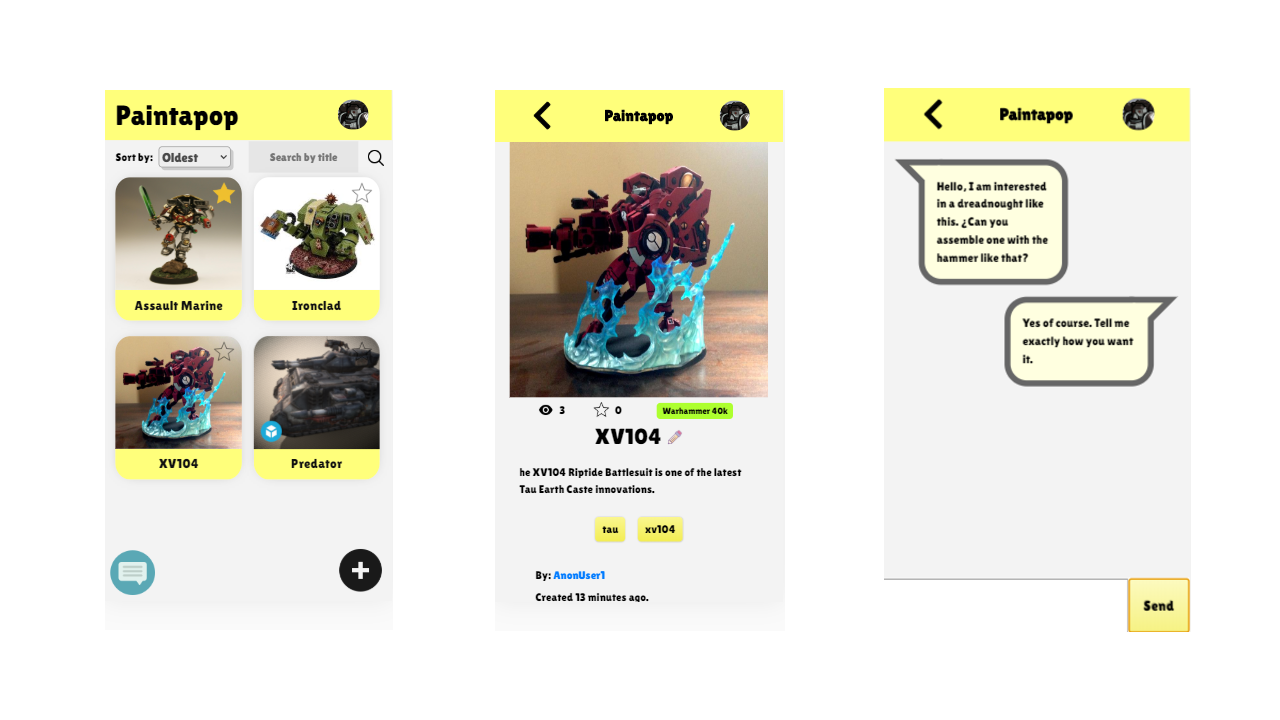 Paintapop
Sort by: Oldest Search by title
Assault Marine
Ironclad
XV104
Predator
Paintapop
3 0 Warhammer 40k
XV104
he XV104 Riptide Battlesuit is one of the latest
Tau Earth Caste innovations.
tau xv104
By: AnonUser1
Created 13 minutes ago.
Paintapop
Hello, I am interested
in a dreadnought like
this. ¿Can you
assemble one with the
hammer like that?
Yes of course. Tell me
exactly how you want
it.
Send